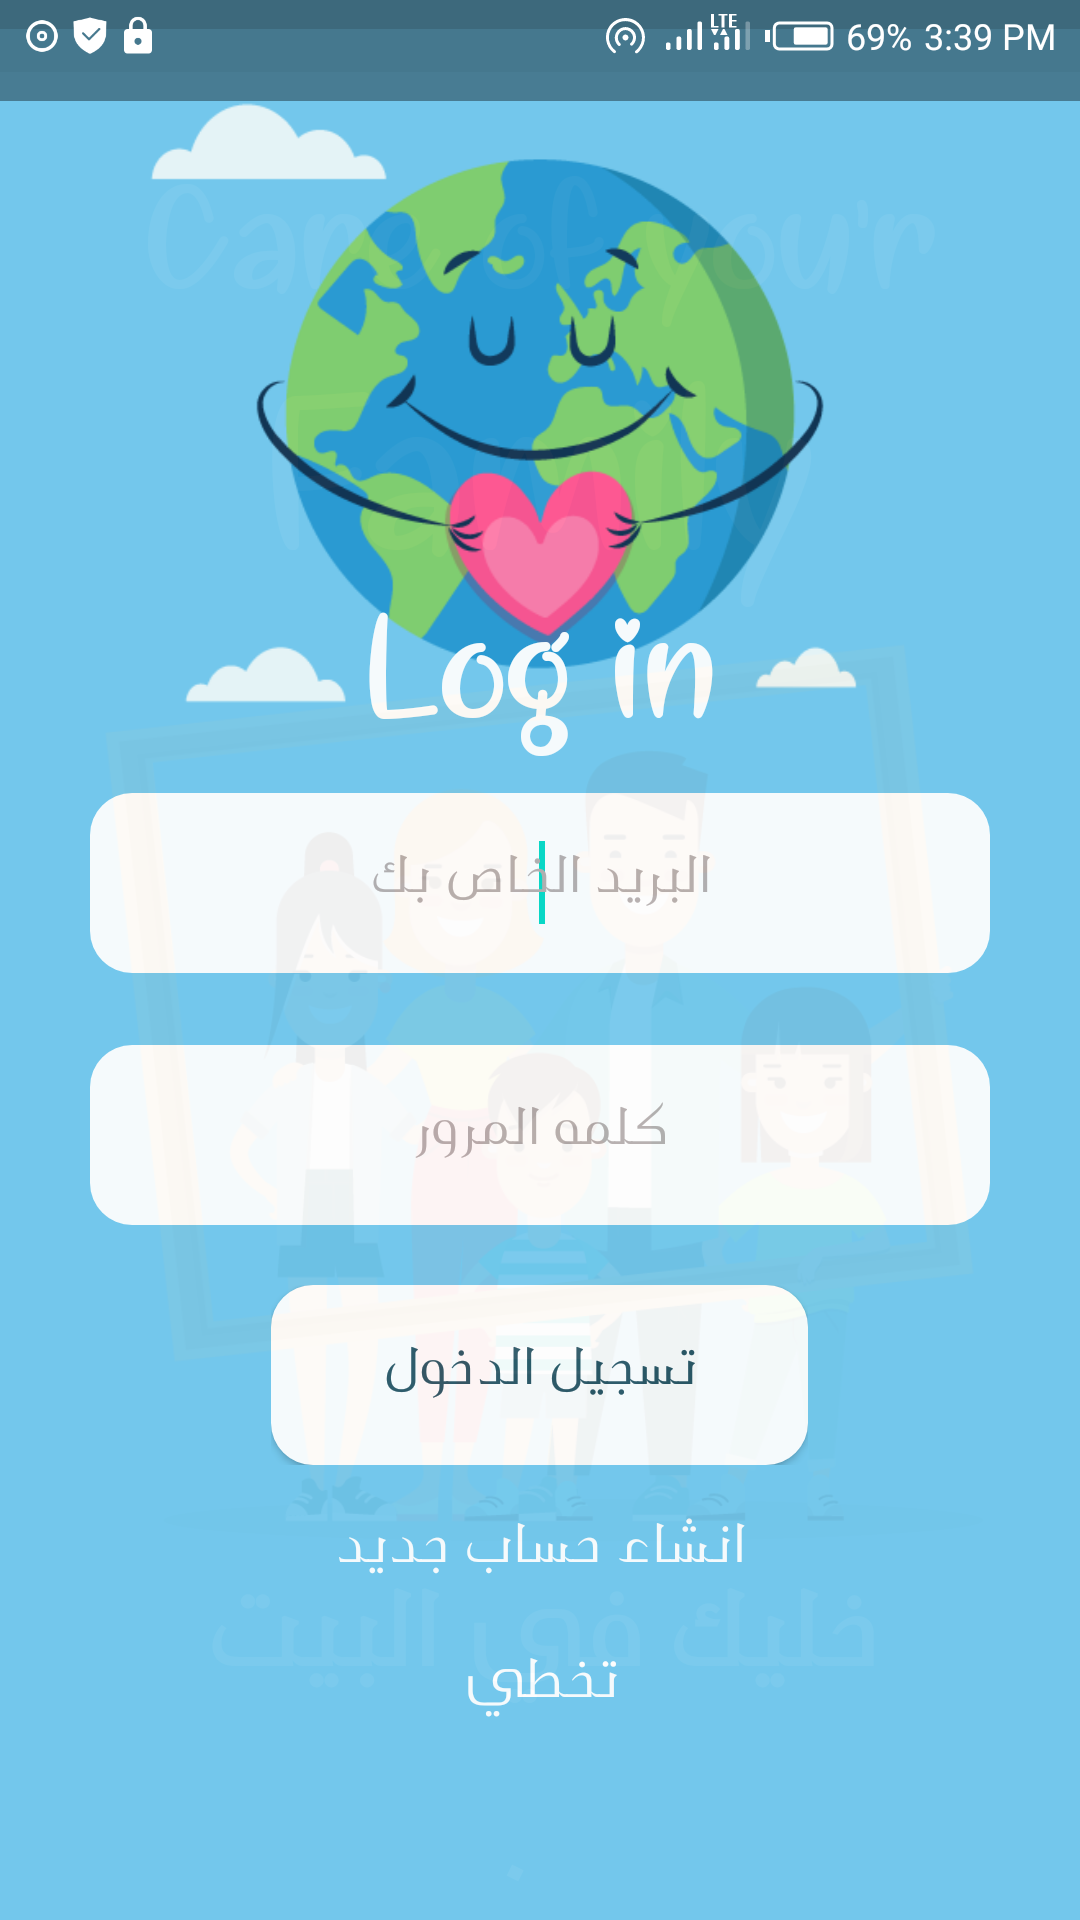 LTE
69% 3:39 PM
Care of you'r
Family
Log in
البريد الخاص بك
كلمه المرور
تسجيل الدخول
انشاء حساب جديد
خليك في البيت
تخطي